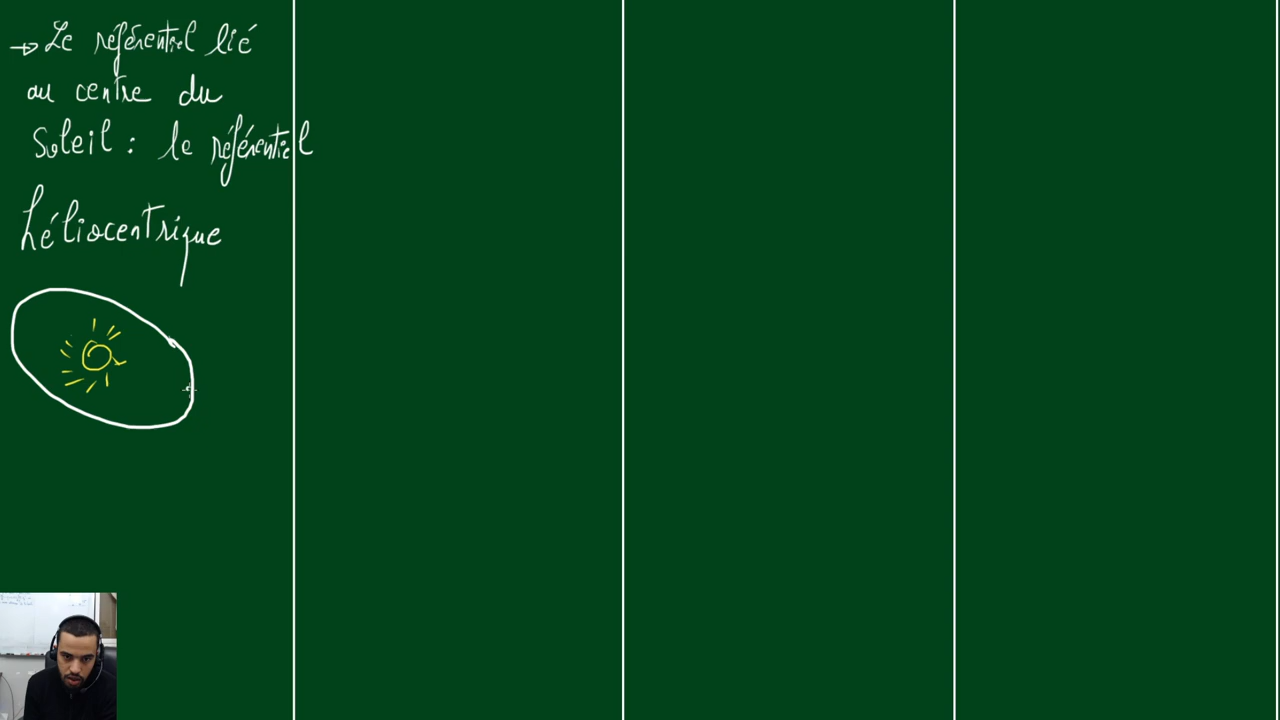 → Le référentiel lié
au centre du
Soleil : le référentiel
héliocentrique